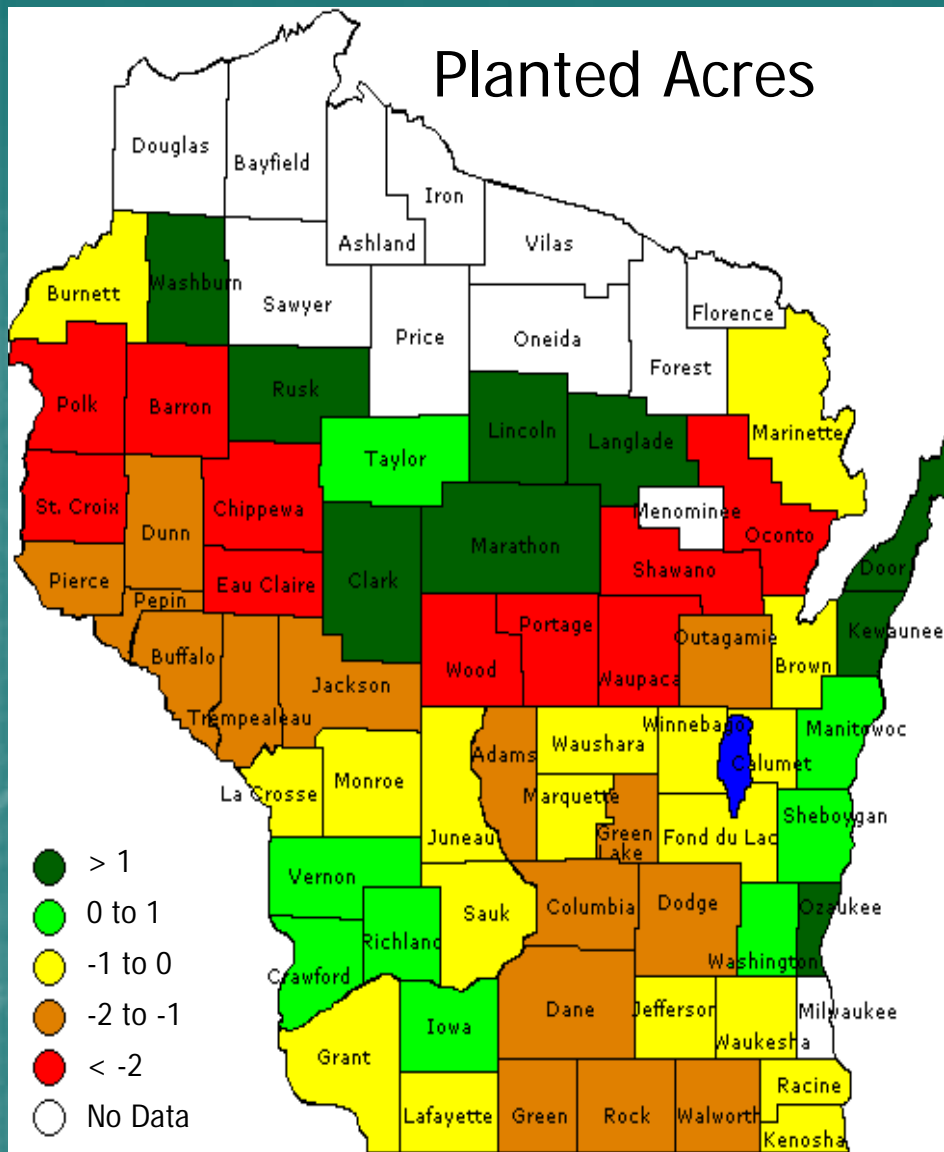 Planted Acres
Douglas
Bayfield
Iron
Ashland
Vilas
Burnett
Washburn
Sawyer
Price
Oneida
Florence
Forest
Polk
Barron
Rusk
Lincoln
Langlade
Marinette
Taylor
St. Croix
Dunn
Chippewa
Menominee
Oconto
Marathon
Pierce
Eau Claire
Clark
Shawano
Door
Pepin
Portage
Kewaunee
Buffalo
Jackson
Wood
Waupaca
Outagamie
Brown
Trempealeau
Adams
Waushara
Winnebago
Manitowoc
Calumet
La Crosse
Monroe
Marquette
Juneau
Green
Lake
Fond du Lac
Sheboygan
Vernon
Sauk
Columbia
Dodge
Ozaukee
Richland
Crawford
Washington
Iowa
Dane
Jefferson
Milwaukee
Waukesha
Grant
Lafayette
Green
Rock
Walworth
Racine
Kenosha
> 1
0 to 1
-1 to 0
-2 to -1
< -2
No Data